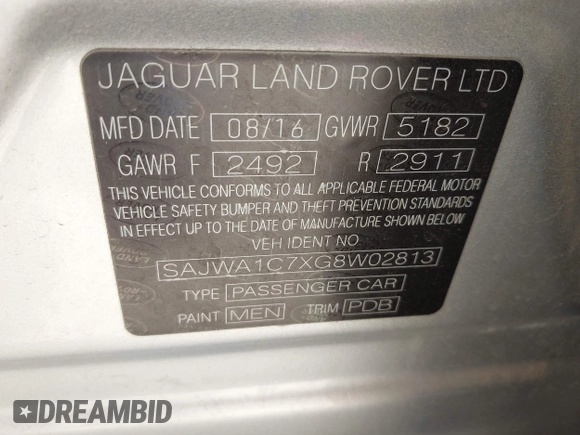 JAGUAR LAND ROVER LTD
MFD DATE 08/16 GVWR 5182
GAWR F 2492 R 2911
THIS VEHICLE CONFORMS TO ALL APPLICABLE FEDERAL MOTOR
VEHICLE SAFETY BUMPER AND THEFT PREVENTION STANDARDS
IN EFFECT UP TO THE DATE OF MANUFACTURE SHOWN BELOW
VEH IDENT NO
SAJWA1C7XG8W02813
TYPE PASSENGER CAR
PAINT MEN TRIM PDB
DREAMBID